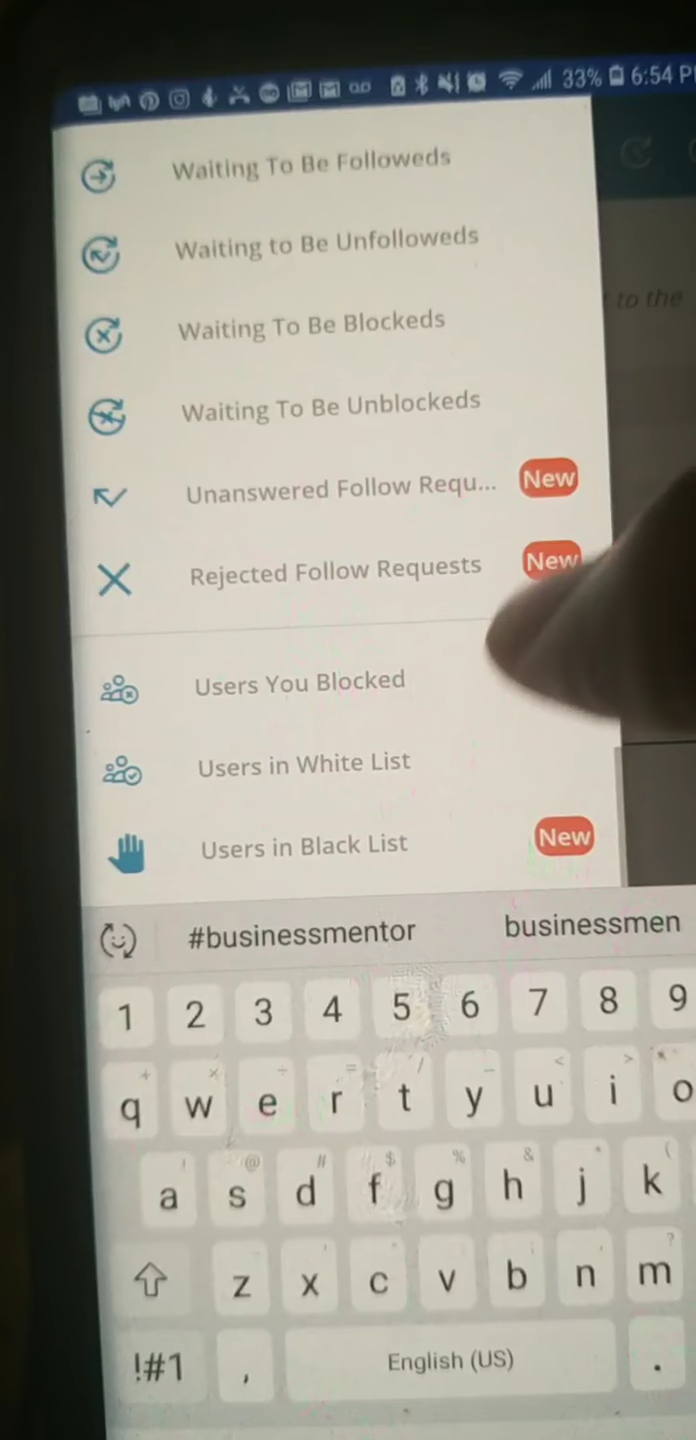 33% 6:54 P
Waiting To Be Followeds
Waiting to Be Unfolloweds
to the
Waiting To Be Blockeds
Waiting To Be Unblockeds
Unanswered Follow Requ... New
Rejected Follow Requests New
Users You Blocked
Users in White List
Users in Black List New
#businessmentor businessmen
1 2 3 4 5 6 7 8 9
q w e r t y u i o
a s d f g h j k
z x c v b n m
!#1 , English (US) .